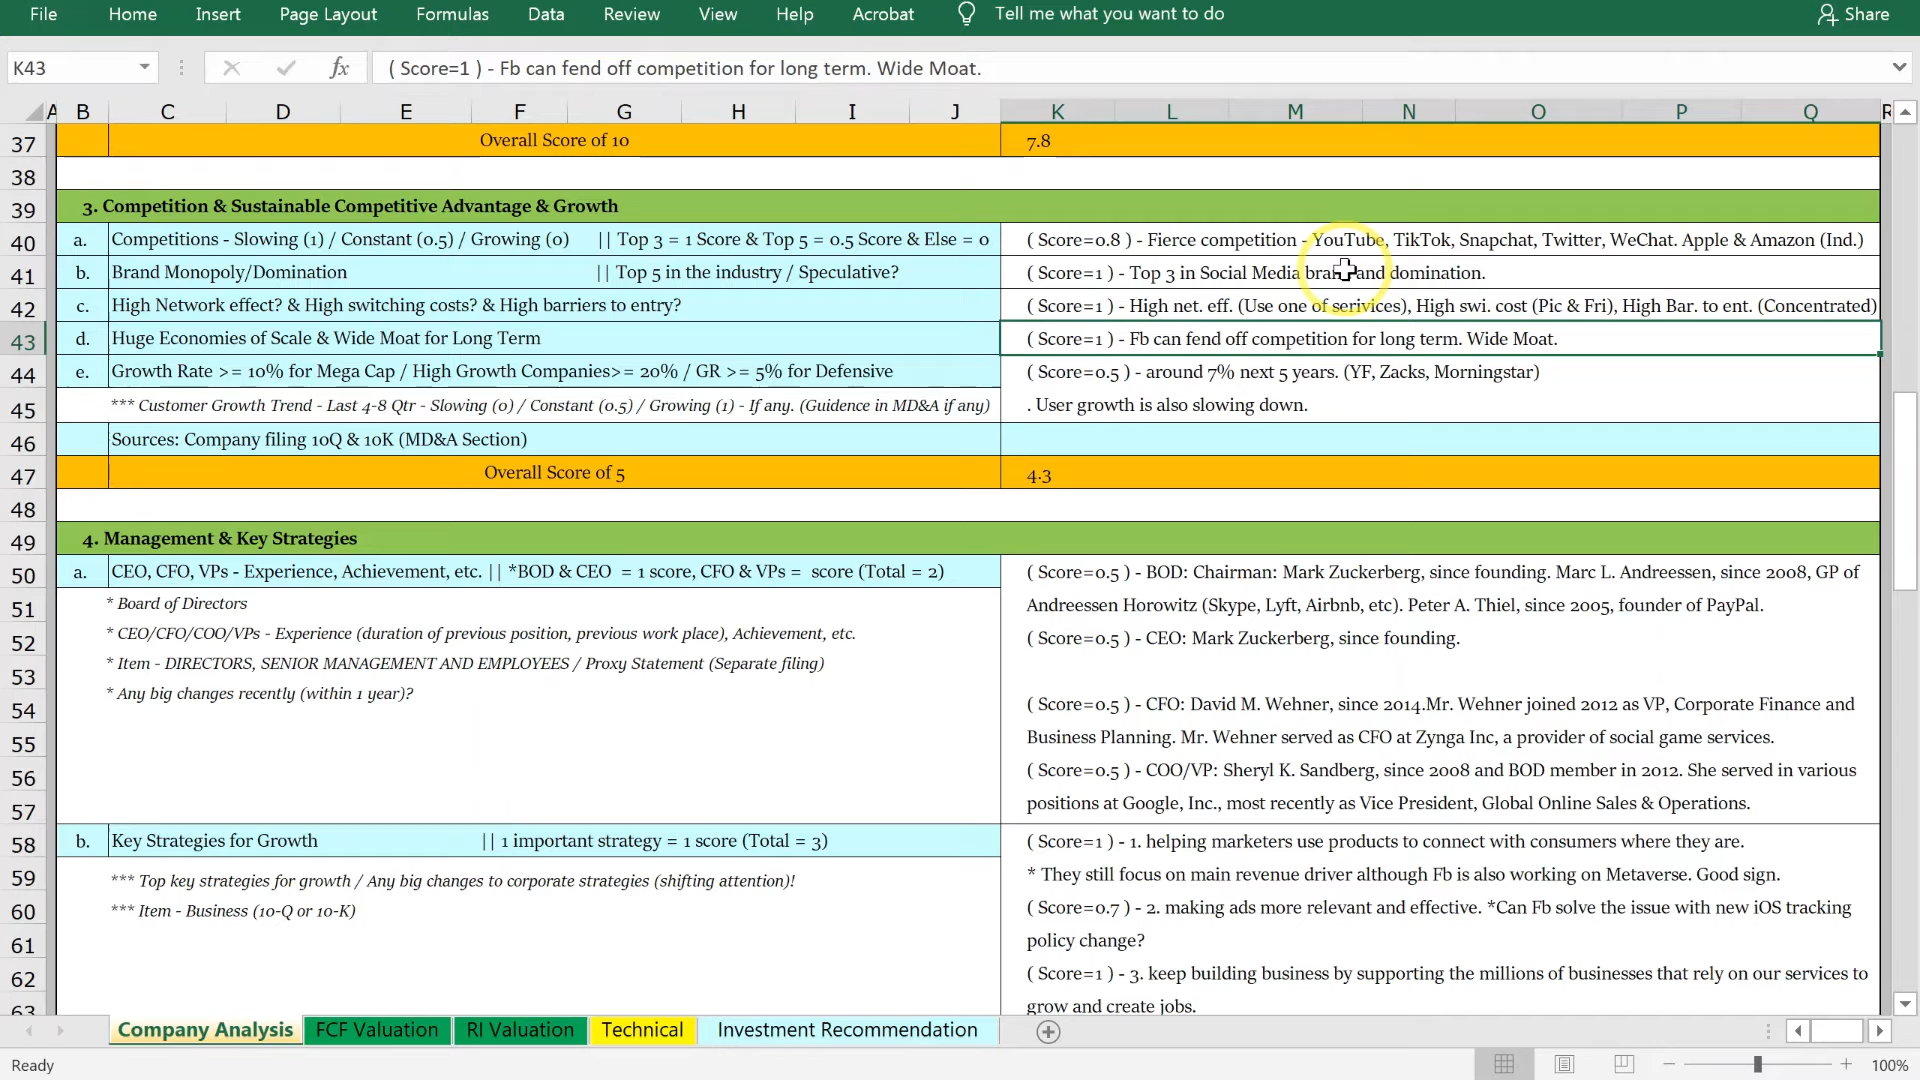 File Home Insert Page Layout Formulas Data Review View Help Acrobat Tell me what you want to do Share
K43 fx ( Score=1 ) - Fb can fend off competition for long term. Wide Moat.
A B C D E F G H I J K L M N O P Q R
37 Overall Score of 10 7.8
38
39 3. Competition & Sustainable Competitive Advantage & Growth
40 a. Competitions - Slowing (1) / Constant (0.5) / Growing (0) || Top 3 = 1 Score & Top 5 = 0.5 Score & Else = 0 ( Score=0.8 ) - Fierce competition - YouTube, TikTok, Snapchat, Twitter, WeChat. Apple & Amazon (Ind.)
41 b. Brand Monopoly/Domination || Top 5 in the industry / Speculative? ( Score=1 ) - Top 3 in Social Media brand and domination.
42 c. High Network effect? & High switching costs? & High barriers to entry? ( Score=1 ) - High net. eff. (Use one of serivices), High swi. cost (Pic & Fri), High Bar. to ent. (Concentrated)
43 d. Huge Economies of Scale & Wide Moat for Long Term ( Score=1 ) - Fb can fend off competition for long term. Wide Moat.
44 e. Growth Rate >= 10% for Mega Cap / High Growth Companies>= 20% / GR >= 5% for Defensive ( Score=0.5 ) - around 7% next 5 years. (YF, Zacks, Morningstar)
45 *** Customer Growth Trend - Last 4-8 Qtr - Slowing (0) / Constant (0.5) / Growing (1) - If any. (Guidence in MD&A if any) . User growth is also slowing down.
46 Sources: Company filing 10Q & 10K (MD&A Section)
47 Overall Score of 5 4.3
48
49 4. Management & Key Strategies
50 a. CEO, CFO, VPs - Experience, Achievement, etc. || *BOD & CEO = 1 score, CFO & VPs = score (Total = 2) ( Score=0.5 ) - BOD: Chairman: Mark Zuckerberg, since founding. Marc L. Andreessen, since 2008, GP of
51 * Board of Directors Andreessen Horowitz (Skype, Lyft, Airbnb, etc). Peter A. Thiel, since 2005, founder of PayPal.
52 * CEO/CFO/COO/VPs - Experience (duration of previous position, previous work place), Achievement, etc. ( Score=0.5 ) - CEO: Mark Zuckerberg, since founding.
53 * Item - DIRECTORS, SENIOR MANAGEMENT AND EMPLOYEES / Proxy Statement (Separate filing)
54 * Any big changes recently (within 1 year)? ( Score=0.5 ) - CFO: David M. Wehner, since 2014.Mr. Wehner joined 2012 as VP, Corporate Finance and
55 Business Planning. Mr. Wehner served as CFO at Zynga Inc, a provider of social game services.
56 ( Score=0.5 ) - COO/VP: Sheryl K. Sandberg, since 2008 and BOD member in 2012. She served in various
57 positions at Google, Inc., most recently as Vice President, Global Online Sales & Operations.
58 b. Key Strategies for Growth || 1 important strategy = 1 score (Total = 3) ( Score=1 ) - 1. helping marketers use products to connect with consumers where they are.
59 *** Top key strategies for growth / Any big changes to corporate strategies (shifting attention)! * They still focus on main revenue driver although Fb is also working on Metaverse. Good sign.
60 *** Item - Business (10-Q or 10-K) ( Score=0.7 ) - 2. making ads more relevant and effective. *Can Fb solve the issue with new iOS tracking
61 policy change?
62 ( Score=1 ) - 3. keep building business by supporting the millions of businesses that rely on our services to
63 grow and create jobs.
Company Analysis FCF Valuation RI Valuation Technical Investment Recommendation
Ready 100%